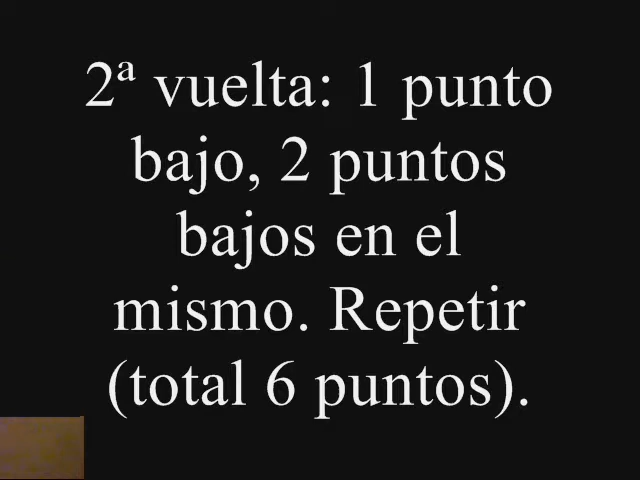 2ª vuelta: 1 punto
bajo, 2 puntos
bajos en el
mismo. Repetir
(total 6 puntos).